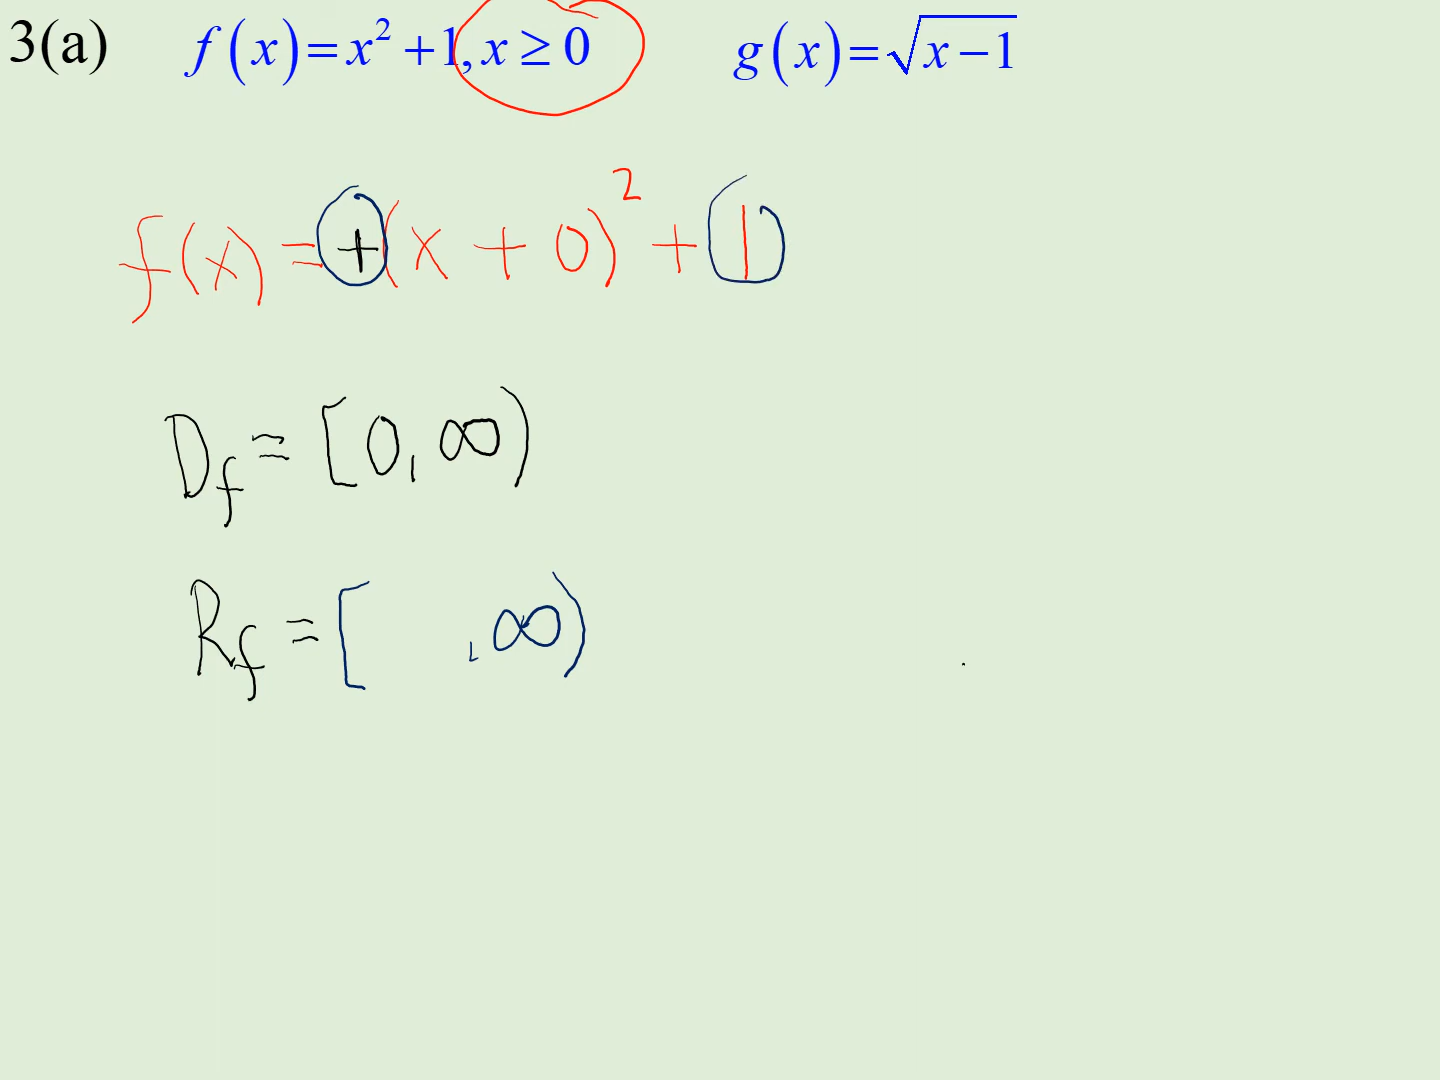 3(a) f(x) = x² + 1, x ≥ 0 g(x) = √(x − 1)
f(x) = +(x + 0)² + 1
D_f = [0, ∞)
R_f = [ , ∞)